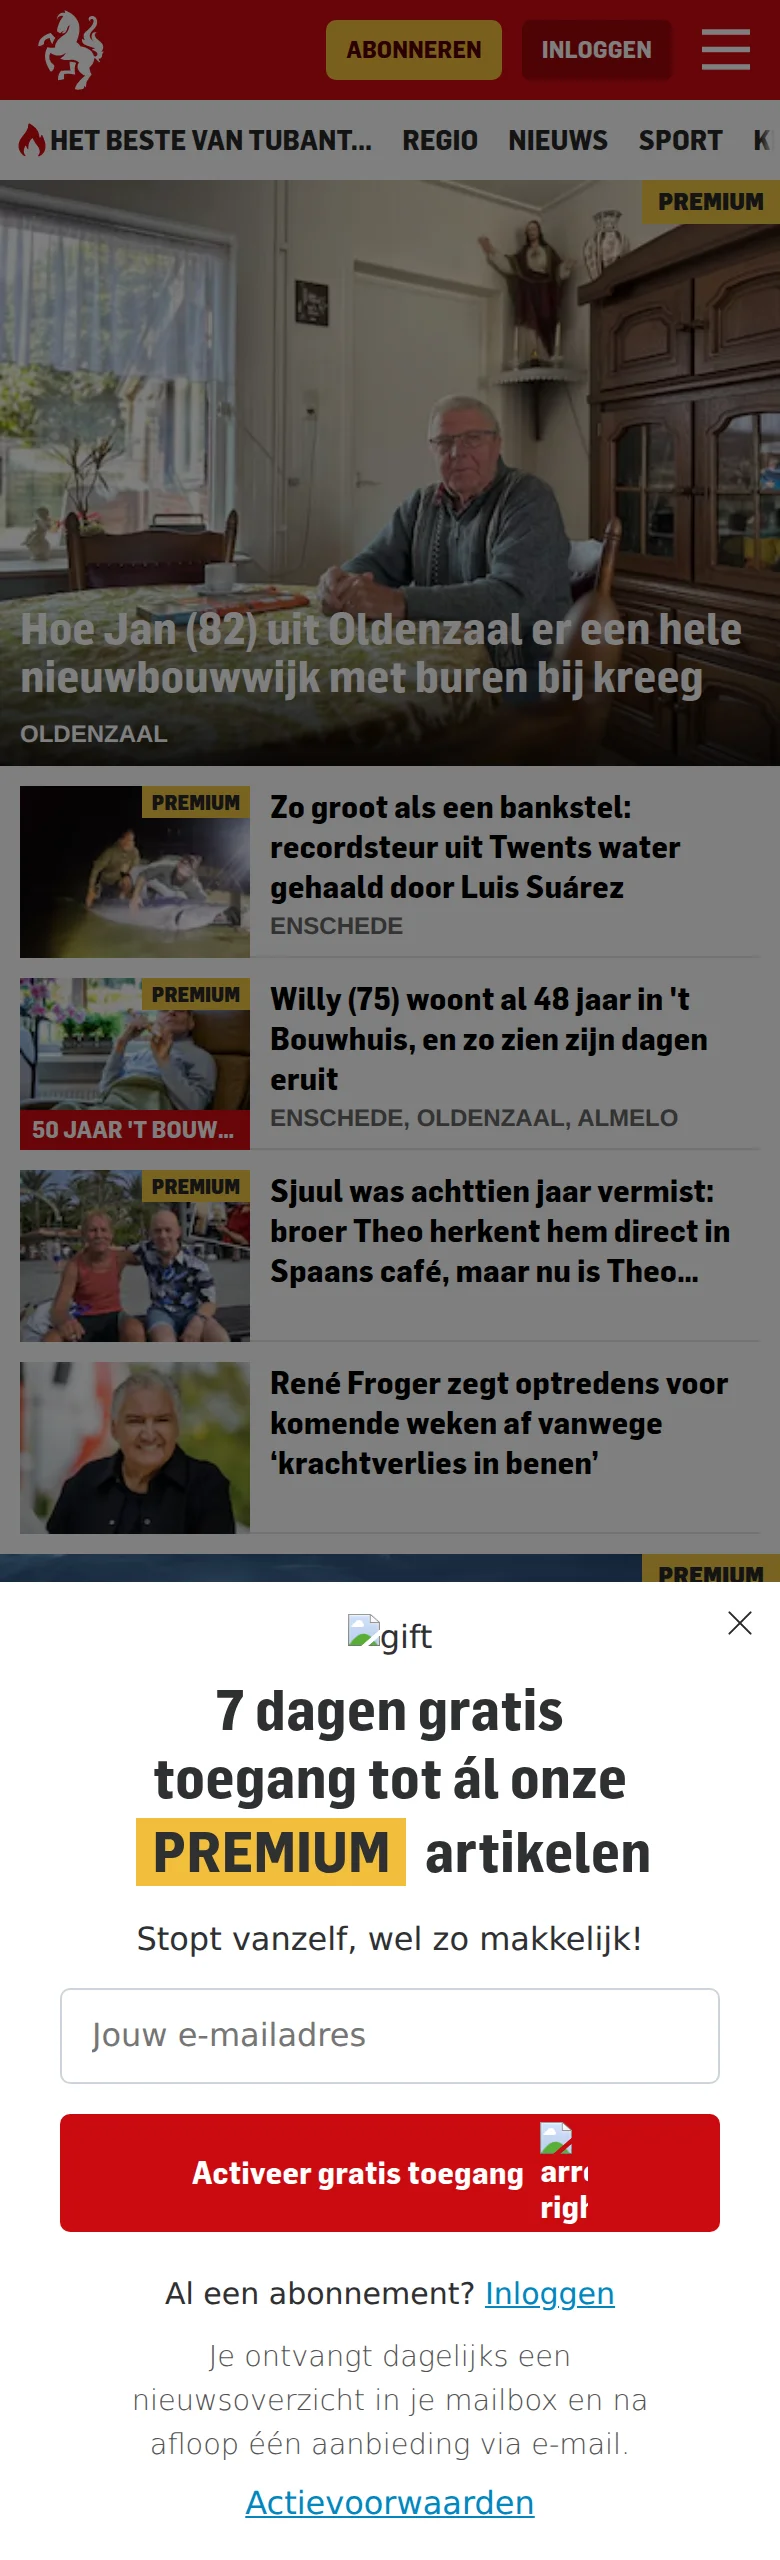 ABONNEREN
INLOGGEN
HET BESTE VAN TUBANT...
REGIO
NIEUWS
SPORT
PREMIUM
Hoe Jan (82) uit Oldenzaal er een hele
nieuwbouwwijk met buren bij kreeg
OLDENZAAL
PREMIUM
Zo groot als een bankstel:
recordsteur uit Twents water
gehaald door Luis Suárez
ENSCHEDE
PREMIUM
50 JAAR 'T BOUW...
Willy (75) woont al 48 jaar in 't
Bouwhuis, en zo zien zijn dagen
eruit
ENSCHEDE, OLDENZAAL, ALMELO
PREMIUM
Sjuul was achttien jaar vermist:
broer Theo herkent hem direct in
Spaans café, maar nu is Theo...
René Froger zegt optredens voor
komende weken af vanwege
‘krachtverlies in benen’
PREMIUM
gift
7 dagen gratis
toegang tot ál onze
PREMIUM artikelen
Stopt vanzelf, wel zo makkelijk!
Jouw e-mailadres
Activeer gratis toegang
Al een abonnement? Inloggen
Je ontvangt dagelijks een
nieuwsoverzicht in je mailbox en na
afloop één aanbieding via e-mail.
Actievoorwaarden